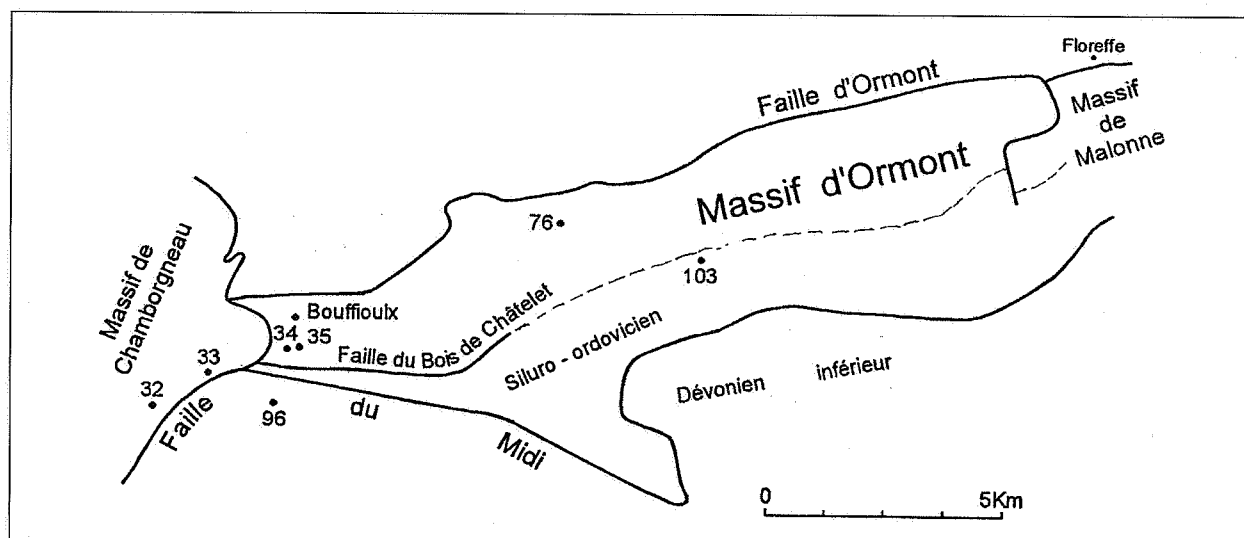 Floreffe
Faille d'Ormont
Massif
de
Malonne
Massif d'Ormont
76
103
Massif de
Chamborgneau
Bouffioulx
34
35
Faille du Bois de Châtelet
Siluro - ordovicien
33
32
96
Faille
du
Midi
Dévonien inférieur
0
5Km